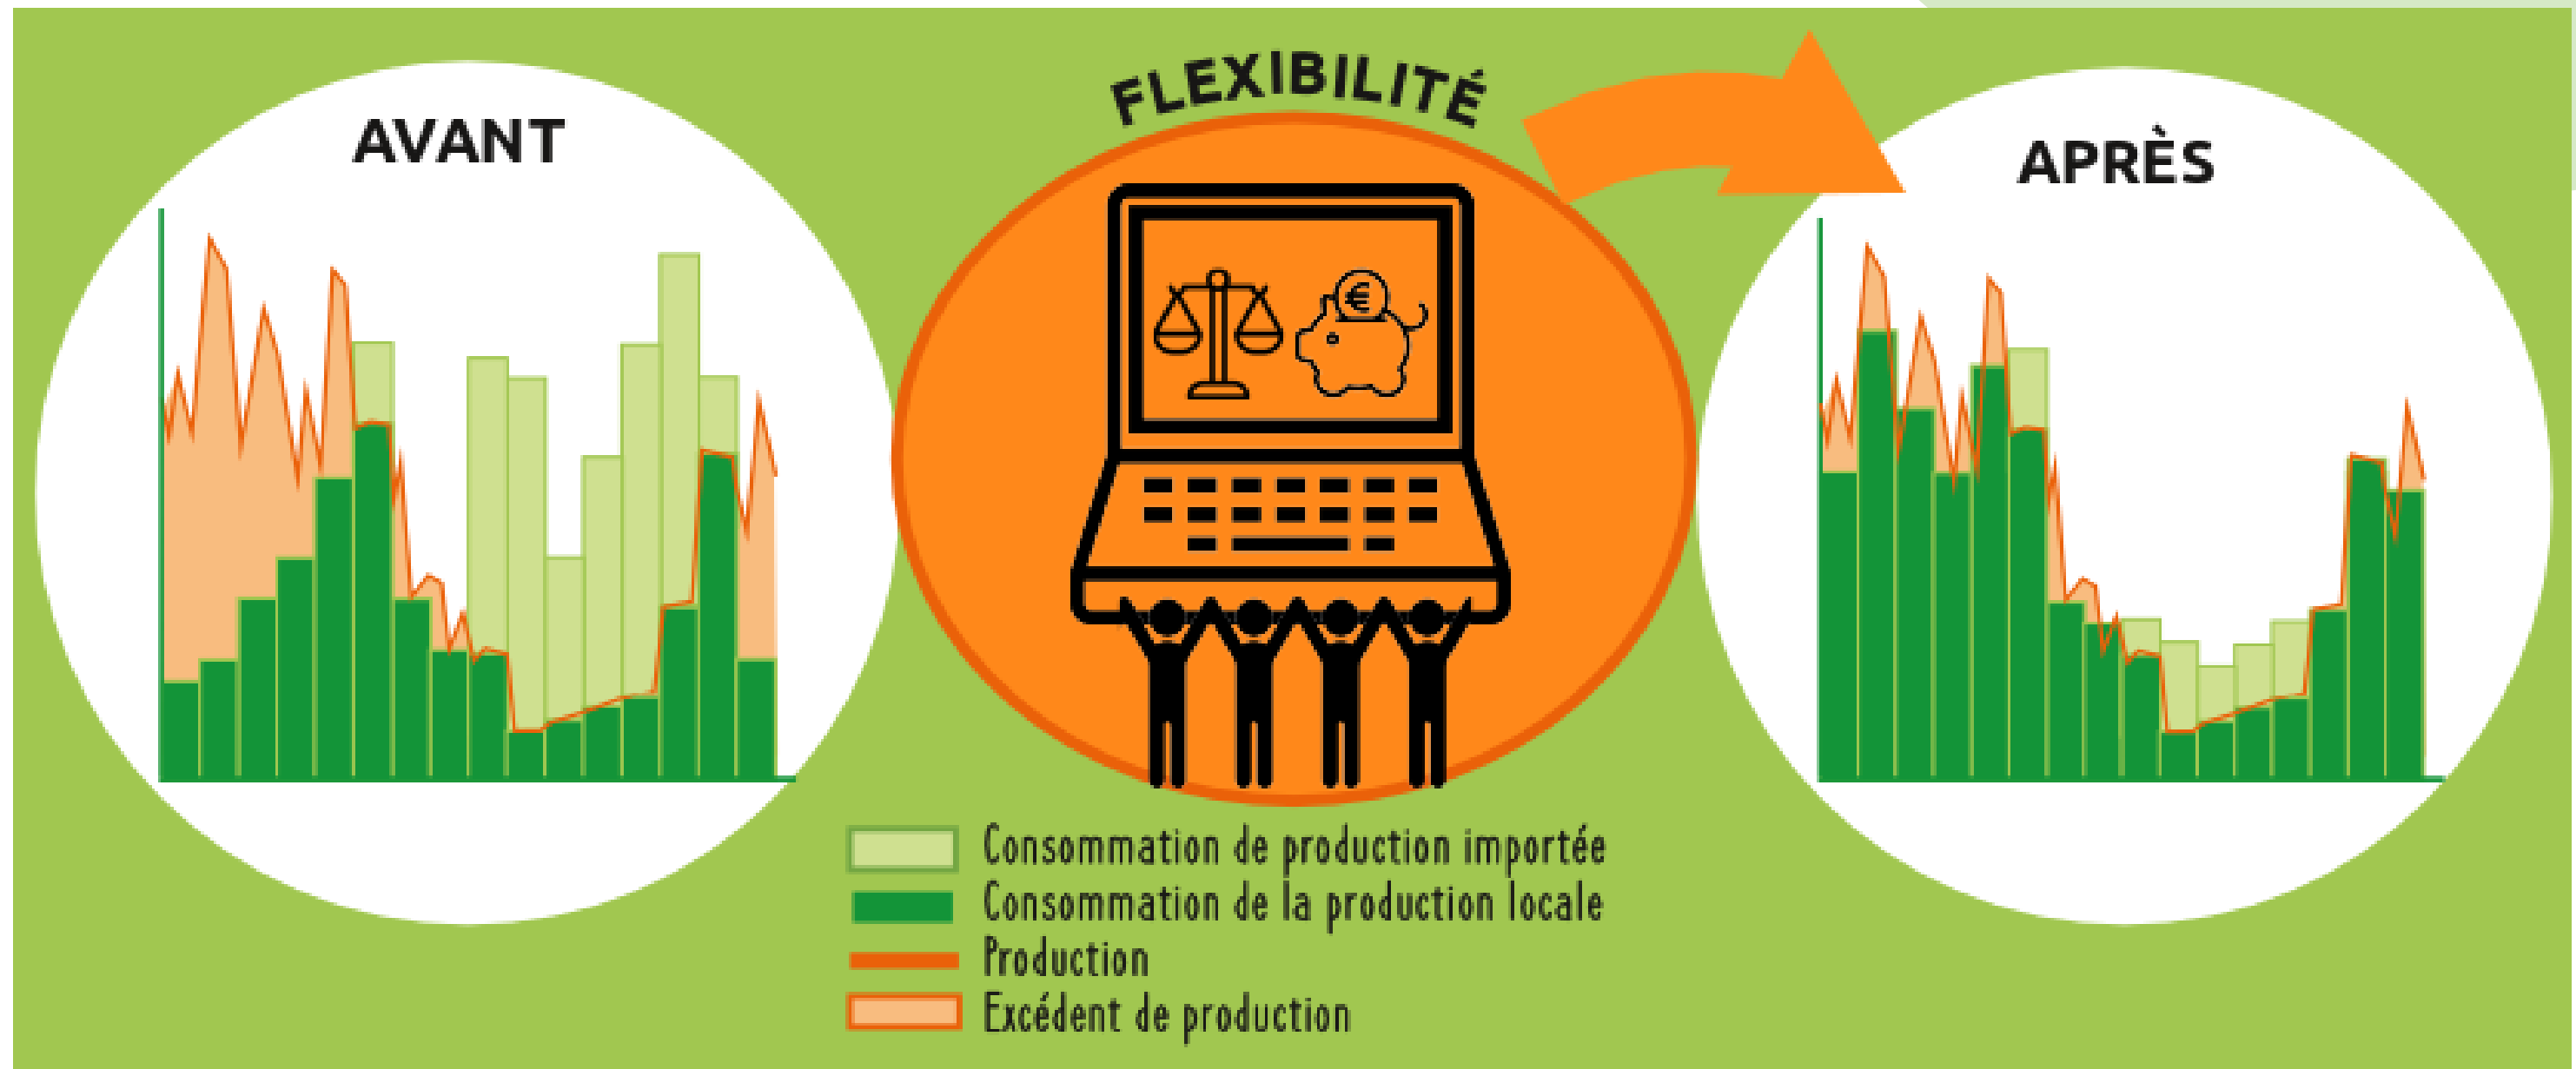 AVANT
FLEXIBILITÉ
APRÈS
€
Consommation de production importée
Consommation de la production locale
Production
Excédent de production